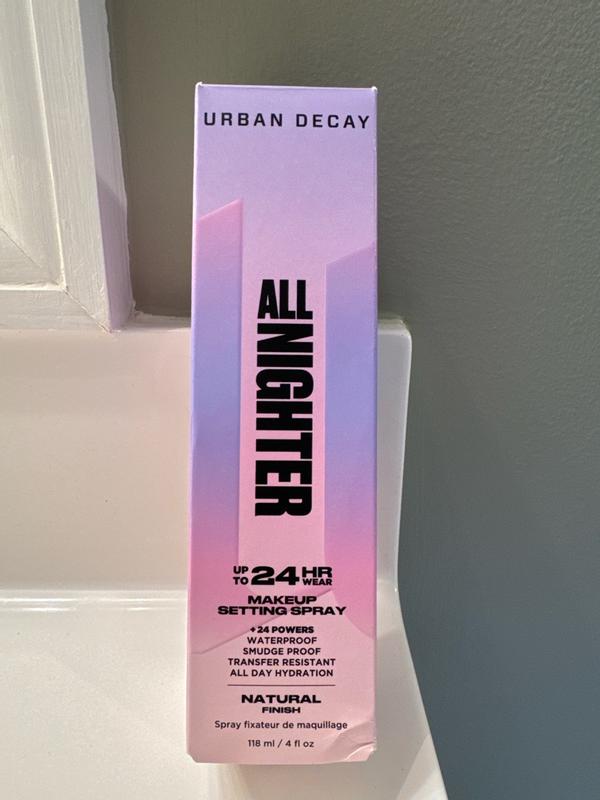 URBAN DECAY
ALL
NIGHTER
UP TO 24 HR WEAR
MAKEUP
SETTING SPRAY
+24 POWERS
WATERPROOF
SMUDGE PROOF
TRANSFER RESISTANT
ALL DAY HYDRATION
NATURAL
FINISH
Spray fixateur de maquillage
118 ml / 4 fl oz